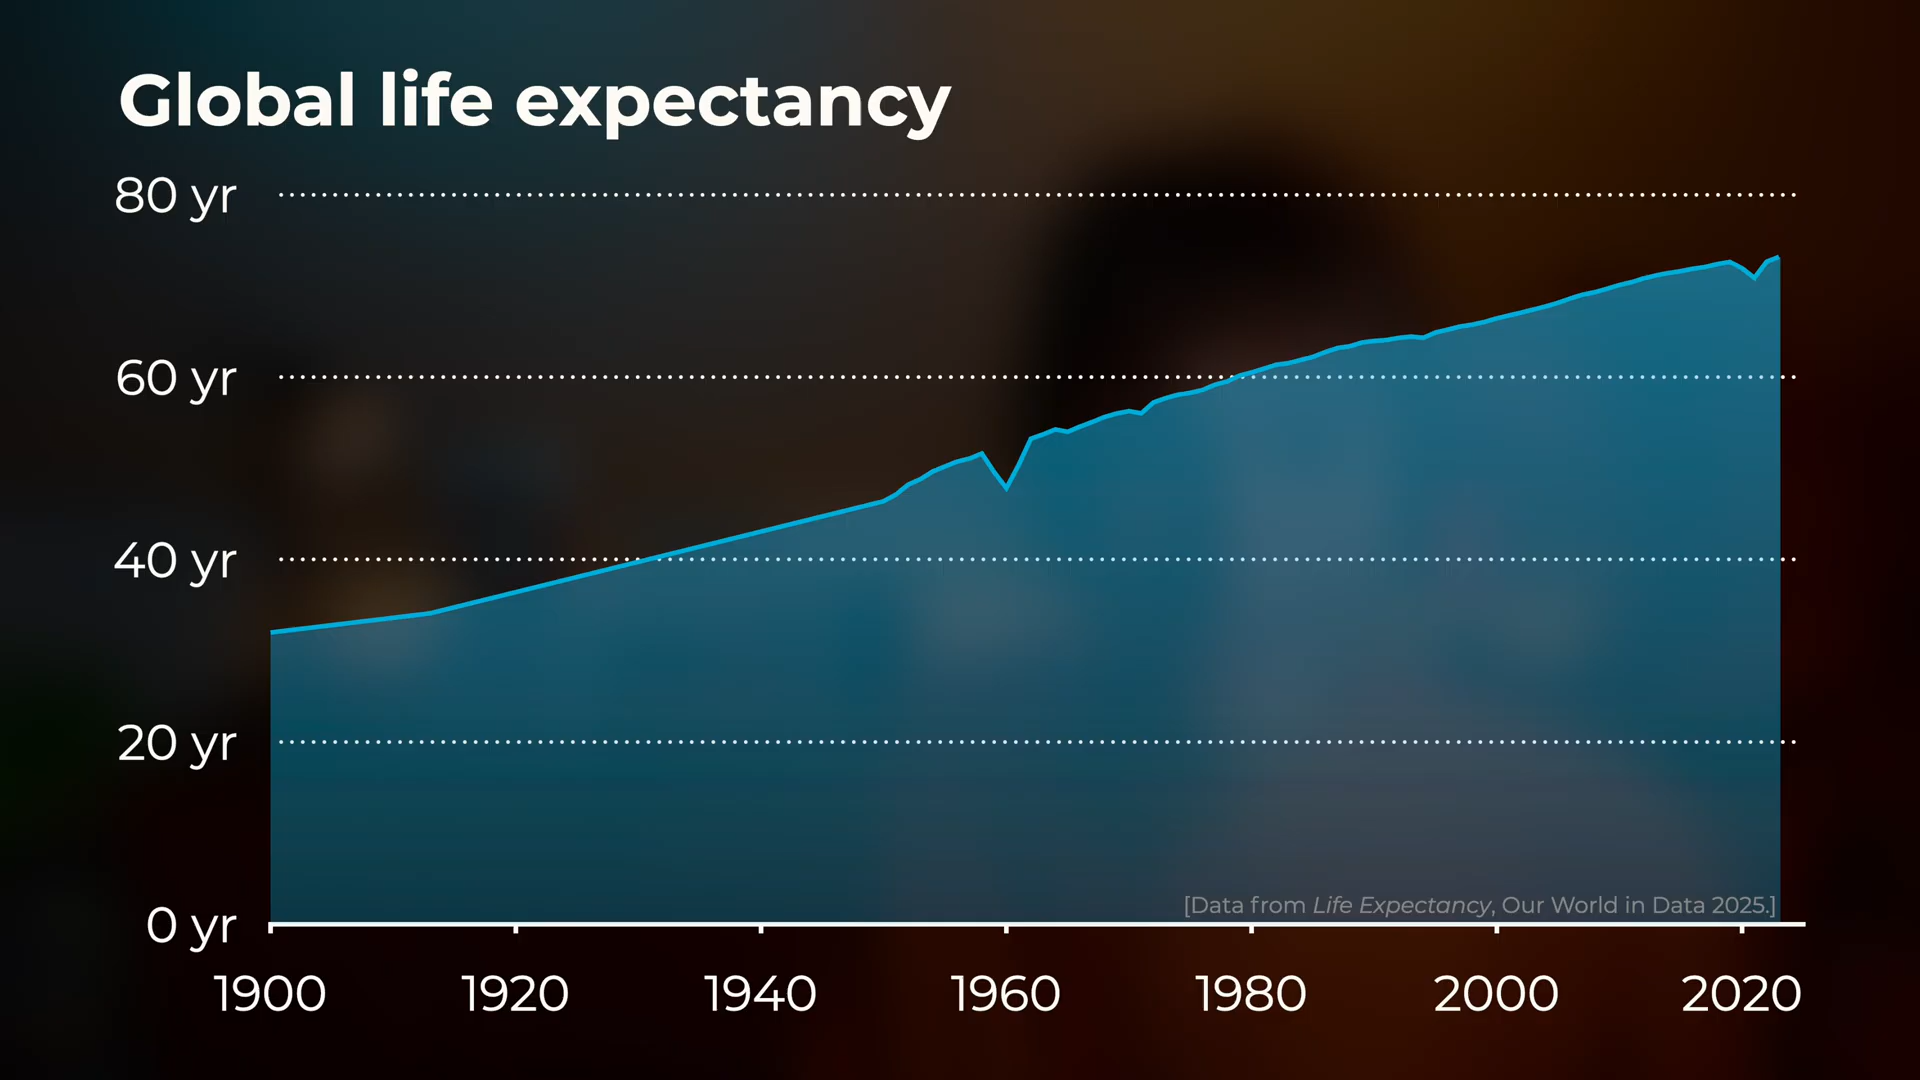 Global life expectancy
80 yr
60 yr
40 yr
20 yr
0 yr
[Data from Life Expectancy, Our World in Data 2025.]
1900 1920 1940 1960 1980 2000 2020